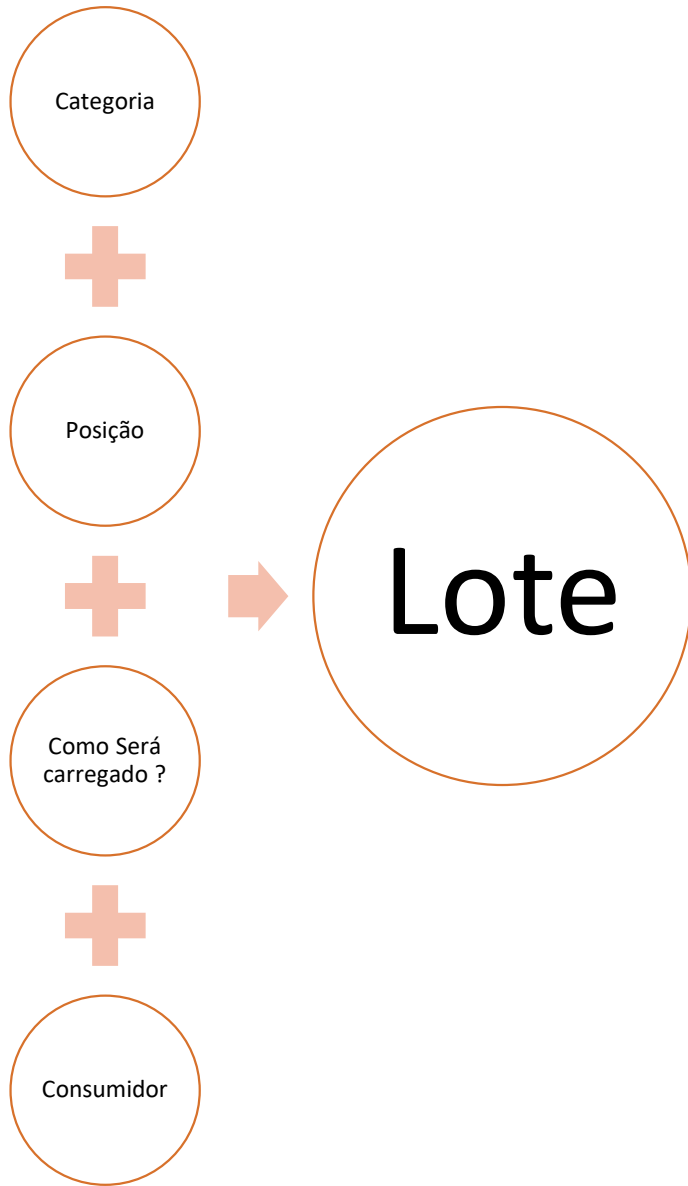 Categoria
Posição
Como Será
carregado ?
Consumidor
Lote